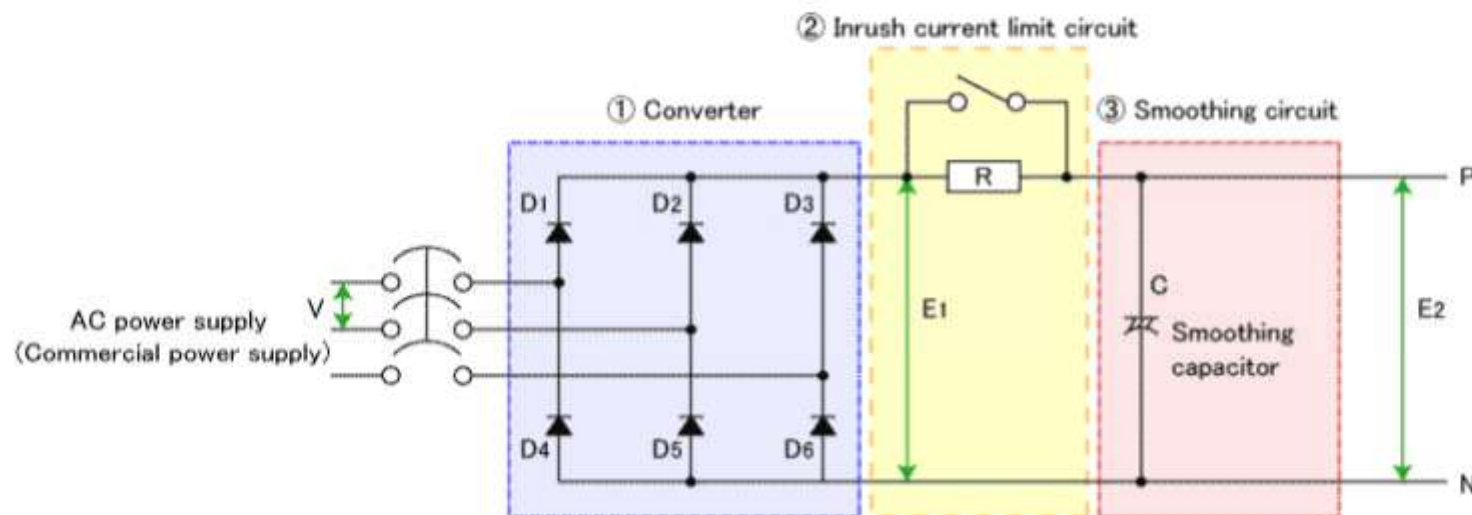 ② Inrush current limit circuit
① Converter
③ Smoothing circuit
R
P
D1
D2
D3
V
E1
C
E2
AC power supply
(Commercial power supply)
Smoothing
capacitor
D4
D5
D6
N